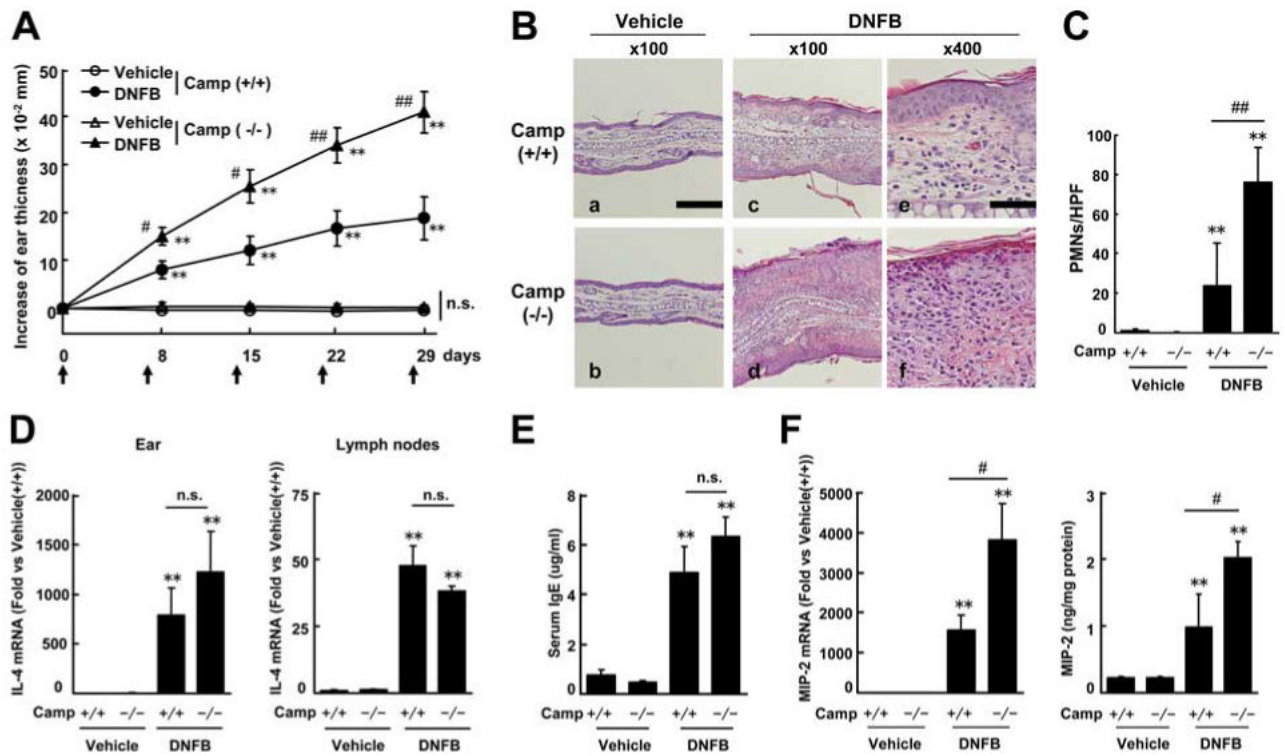 A
Increase of ear thicness (x 10-2 mm)
50
40
30
20
10
0
Vehicle
DNFB
Camp (+/+)
Vehicle
DNFB
Camp ( -/-)
#
**
**
#
**
**
##
**
**
##
**
**
n.s.
0 8 15 22 29 days
B
Vehicle DNFB
x100 x100 x400
Camp
(+/+)
a c e
Camp
(-/-)
b d f
C
PMNs/HPF
100
80
60
40
20
0
##
**
**
Camp +/+ −/− +/+ −/−
Vehicle DNFB
D
Ear
IL-4 mRNA (Fold vs Vehicle(+/+))
2000
1500
1000
500
0
n.s.
**
**
Camp +/+ −/− +/+ −/−
Vehicle DNFB
Lymph nodes
IL-4 mRNA (Fold vs Vehicle(+/+))
75
50
25
0
n.s.
**
**
+/+ −/− +/+ −/−
Vehicle DNFB
E
Serum IgE (ug/ml)
8
6
4
2
0
n.s.
**
**
Camp +/+ −/− +/+ −/−
Vehicle DNFB
F
MIP-2 mRNA (Fold vs Vehicle(+/+))
5000
4000
3000
2000
1000
0
#
**
**
Camp +/+ −/− +/+ −/−
Vehicle DNFB
MIP-2 (ng/mg protein)
3
2
1
0
#
**
**
+/+ −/− +/+ −/−
Vehicle DNFB